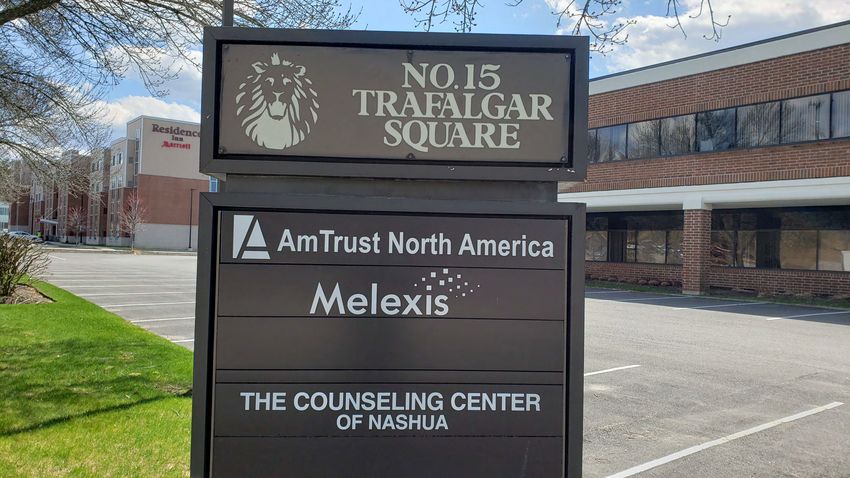 NO.15
TRAFALGAR
SQUARE
Residence
Inn
Marriott
AmTrust North America
Melexis
THE COUNSELING CENTER
OF NASHUA